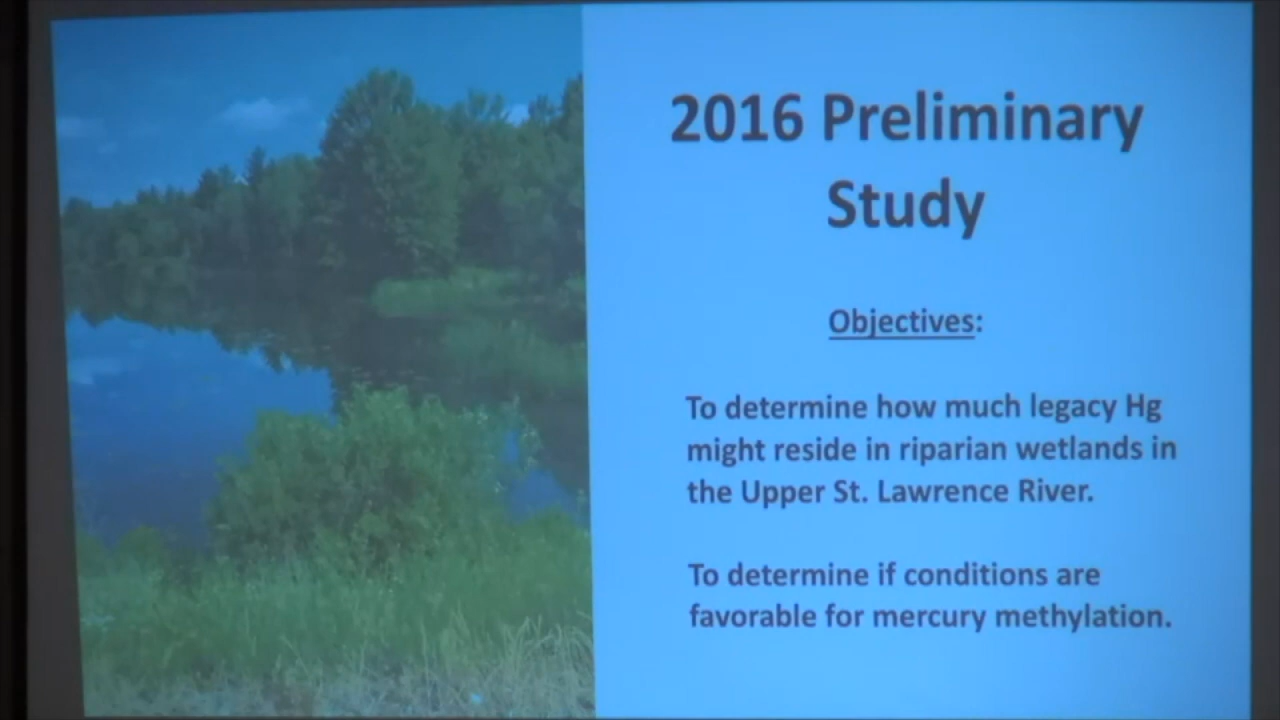 2016 Preliminary
Study
Objectives:
To determine how much legacy Hg
might reside in riparian wetlands in
the Upper St. Lawrence River.
To determine if conditions are
favorable for mercury methylation.